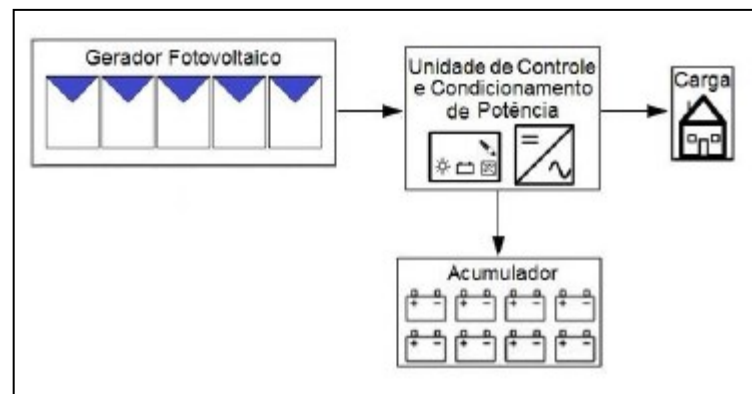 Gerador Fotovoltaico
Unidade de Controle
e Condicionamento
de Potência
Carga
Acumulador